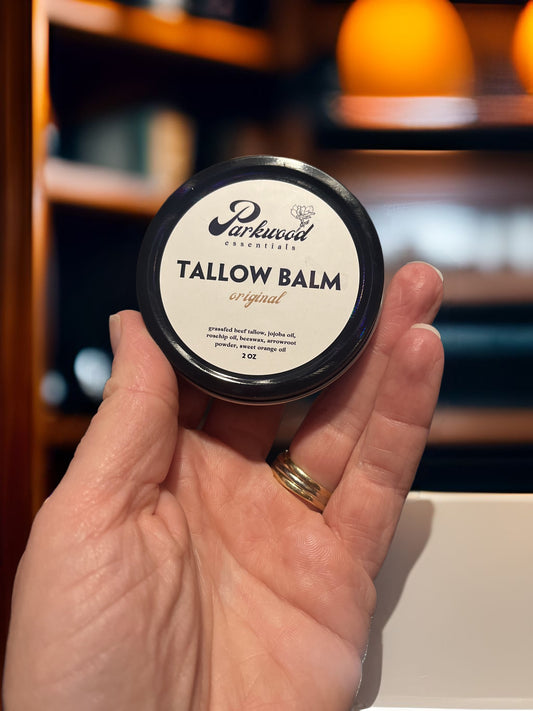 Parkwood
essentials
TALLOW BALM
original
grassfed beef tallow, jojoba oil,
rosehip oil, beeswax, arrowroot
powder, sweet orange oil
2 OZ